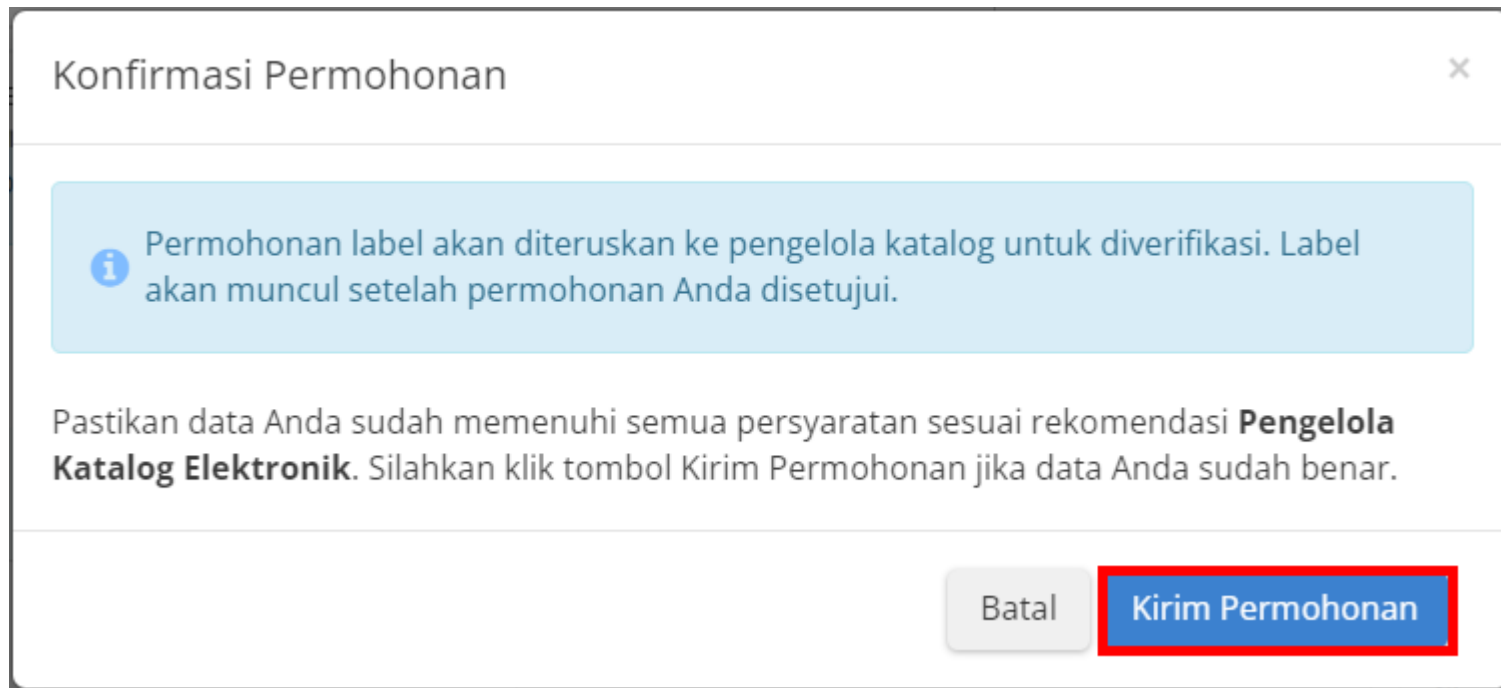 Konfirmasi Permohonan
×
Permohonan label akan diteruskan ke pengelola katalog untuk diverifikasi. Label
akan muncul setelah permohonan Anda disetujui.
Pastikan data Anda sudah memenuhi semua persyaratan sesuai rekomendasi Pengelola
Katalog Elektronik. Silahkan klik tombol Kirim Permohonan jika data Anda sudah benar.
Batal Kirim Permohonan